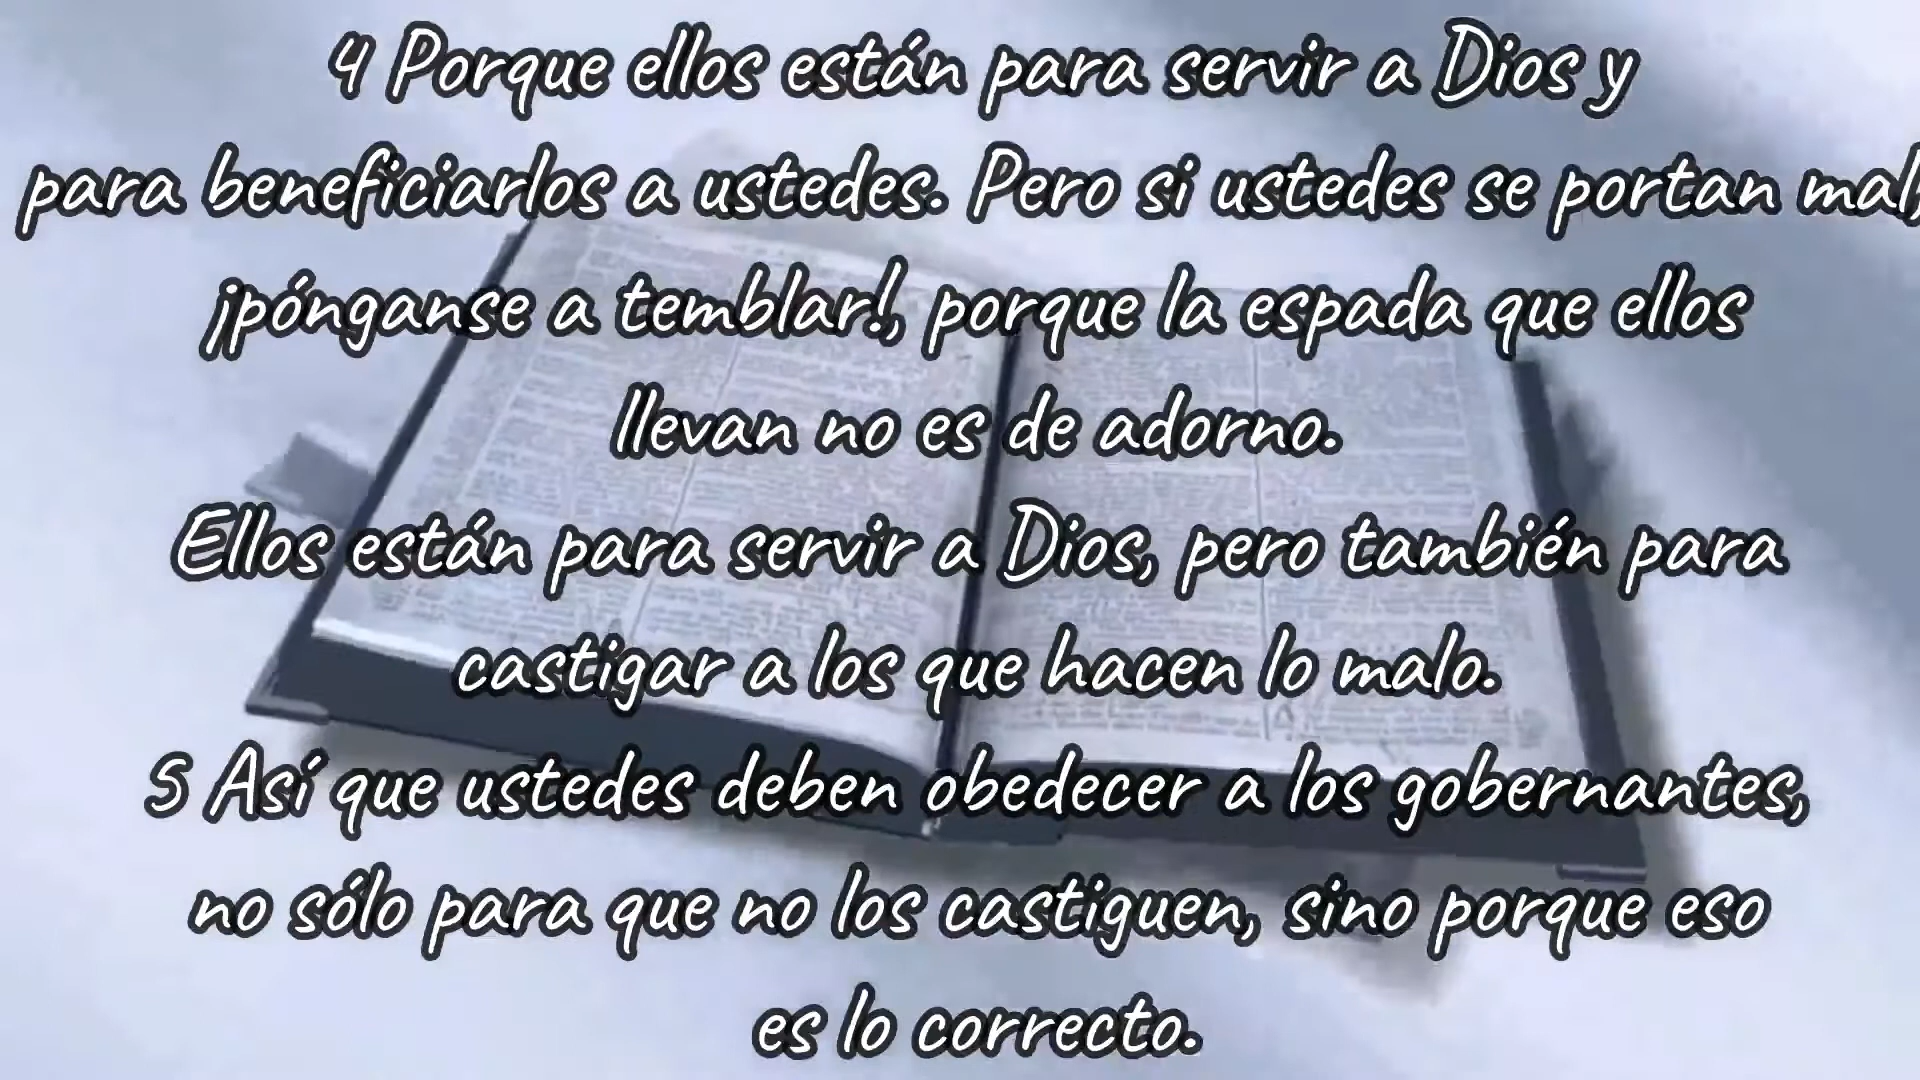 4 Porque ellos están para servir a Dios y
para beneficiarlos a ustedes. Pero si ustedes se portan mal,
¡pónganse a temblar!, porque la espada que ellos
llevan no es de adorno.
Ellos están para servir a Dios, pero también para
castigar a los que hacen lo malo.
5 Así que ustedes deben obedecer a los gobernantes,
no sólo para que no los castiguen, sino porque eso
es lo correcto.